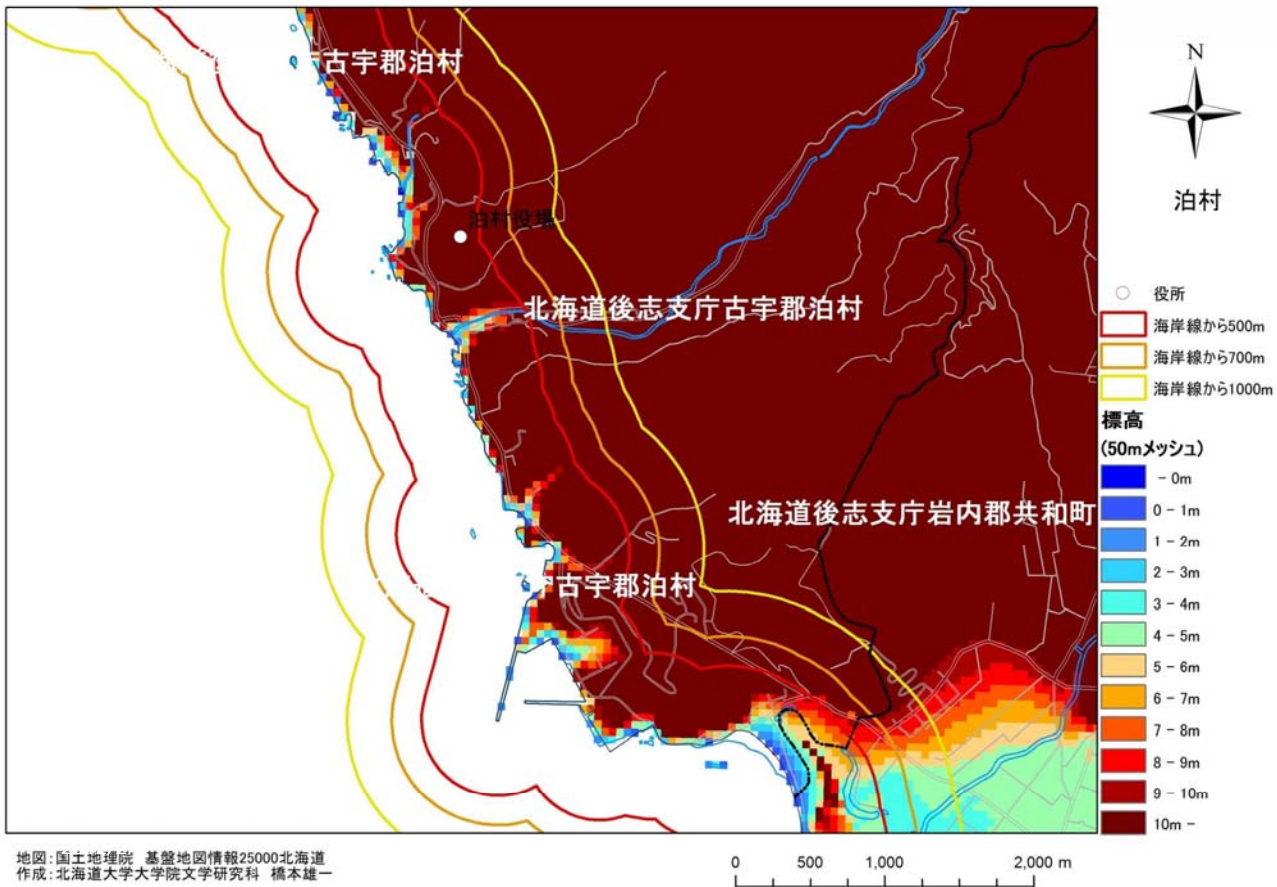 古宇郡泊村
泊村役場
北海道後志支庁古宇郡泊村
北海道後志支庁岩内郡共和町
古宇郡泊村
N
泊村
役所
海岸線から500m
海岸線から700m
海岸線から1000m
標高
(50mメッシュ)
- 0m
0 - 1m
1 - 2m
2 - 3m
3 - 4m
4 - 5m
5 - 6m
6 - 7m
7 - 8m
8 - 9m
9 - 10m
10m -
地図:国土地理院 基盤地図情報25000北海道
作成:北海道大学大学院文学研究科 橋本雄一
0 500 1,000 2,000 m